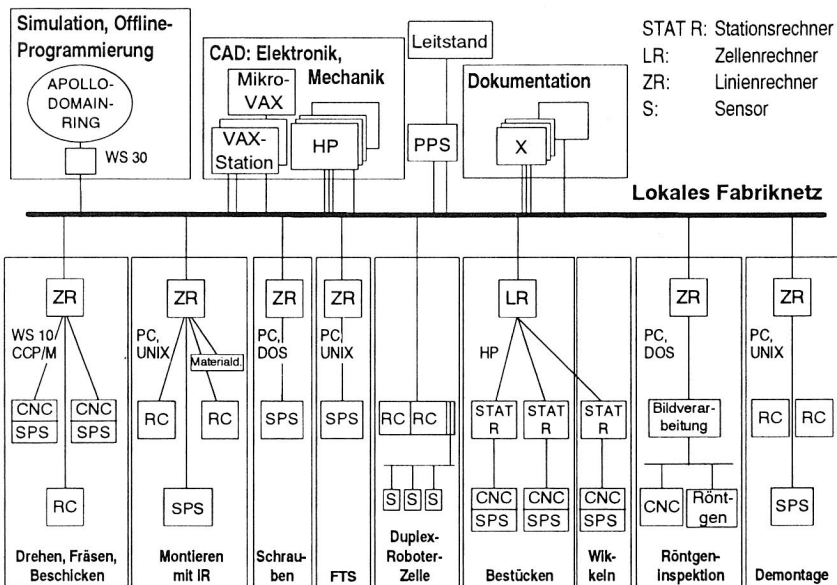 Simulation, Offline-
Programmierung
APOLLO-
DOMAIN-
RING
WS 30
CAD: Elektronik,
Mechanik
Mikro-
VAX
VAX-
Station
HP
Leitstand
PPS
Dokumentation
X
STAT R: Stationsrechner
LR: Zellenrechner
ZR: Linienrechner
S: Sensor
Lokales Fabriknetz
ZR
WS 10/
CCP/M
CNC
SPS
CNC
SPS
RC
Drehen, Fräsen,
Beschicken
ZR
PC,
UNIX
Materiald.
RC
RC
SPS
Montieren
mit IR
ZR
PC,
DOS
SPS
Schrau-
ben
ZR
PC,
UNIX
SPS
FTS
RC
RC
S
S
S
Duplex-
Roboter-
Zelle
LR
HP
STAT
R
STAT
R
STAT
R
CNC
SPS
CNC
SPS
CNC
SPS
Bestücken
Wik-
keln
ZR
PC,
DOS
Bildverar-
beitung
CNC
Rönt-
gen
Röntgen-
inspektion
ZR
PC,
UNIX
RC
RC
SPS
Demontage